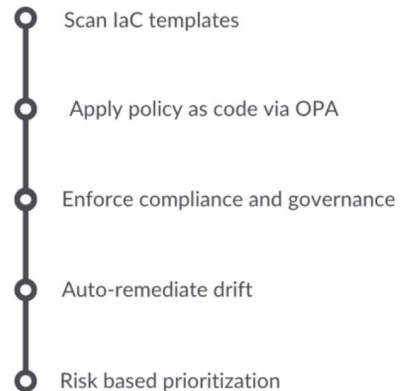 Scan IaC templates
Apply policy as code via OPA
Enforce compliance and governance
Auto-remediate drift
Risk based prioritization